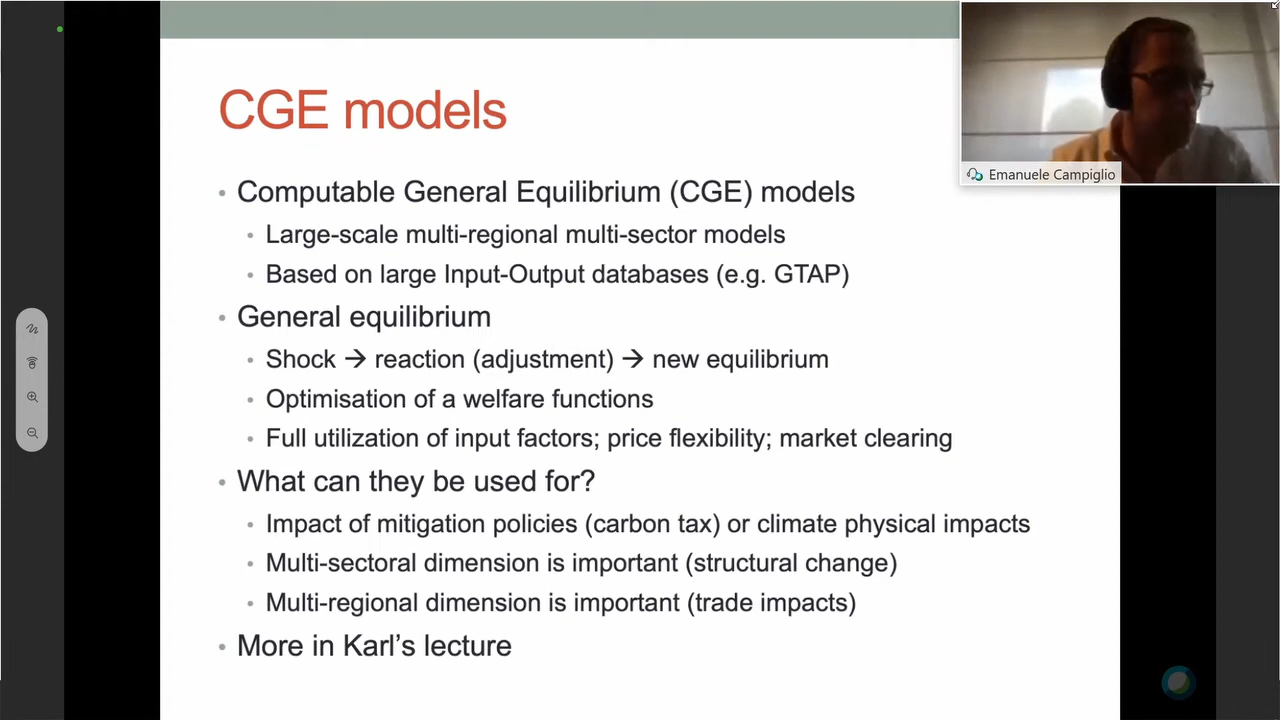 CGE models
Emanuele Campiglio
• Computable General Equilibrium (CGE) models
• Large-scale multi-regional multi-sector models
• Based on large Input-Output databases (e.g. GTAP)
• General equilibrium
• Shock → reaction (adjustment) → new equilibrium
• Optimisation of a welfare functions
• Full utilization of input factors; price flexibility; market clearing
• What can they be used for?
• Impact of mitigation policies (carbon tax) or climate physical impacts
• Multi-sectoral dimension is important (structural change)
• Multi-regional dimension is important (trade impacts)
• More in Karl's lecture